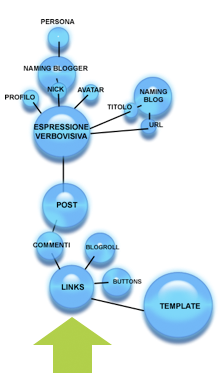 PERSONA
NAMING BLOGGER
NICK
AVATAR
PROFILO
NAMING
BLOG
TITOLO
URL
ESPRESSIONE
VERBOVISIVA
POST
COMMENTI
BLOGROLL
BUTTONS
LINKS
TEMPLATE